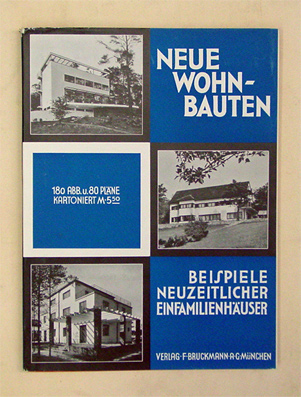 NEUE
WOHN-
BAUTEN
180 ABB. u. 80 PLÄNE
KARTONIERT M·5 50
BEISPIELE
NEUZEITLICHER
EINFAMILIENHÄUSER
VERLAG·F·BRUCKMANN·A·G·MÜNCHEN